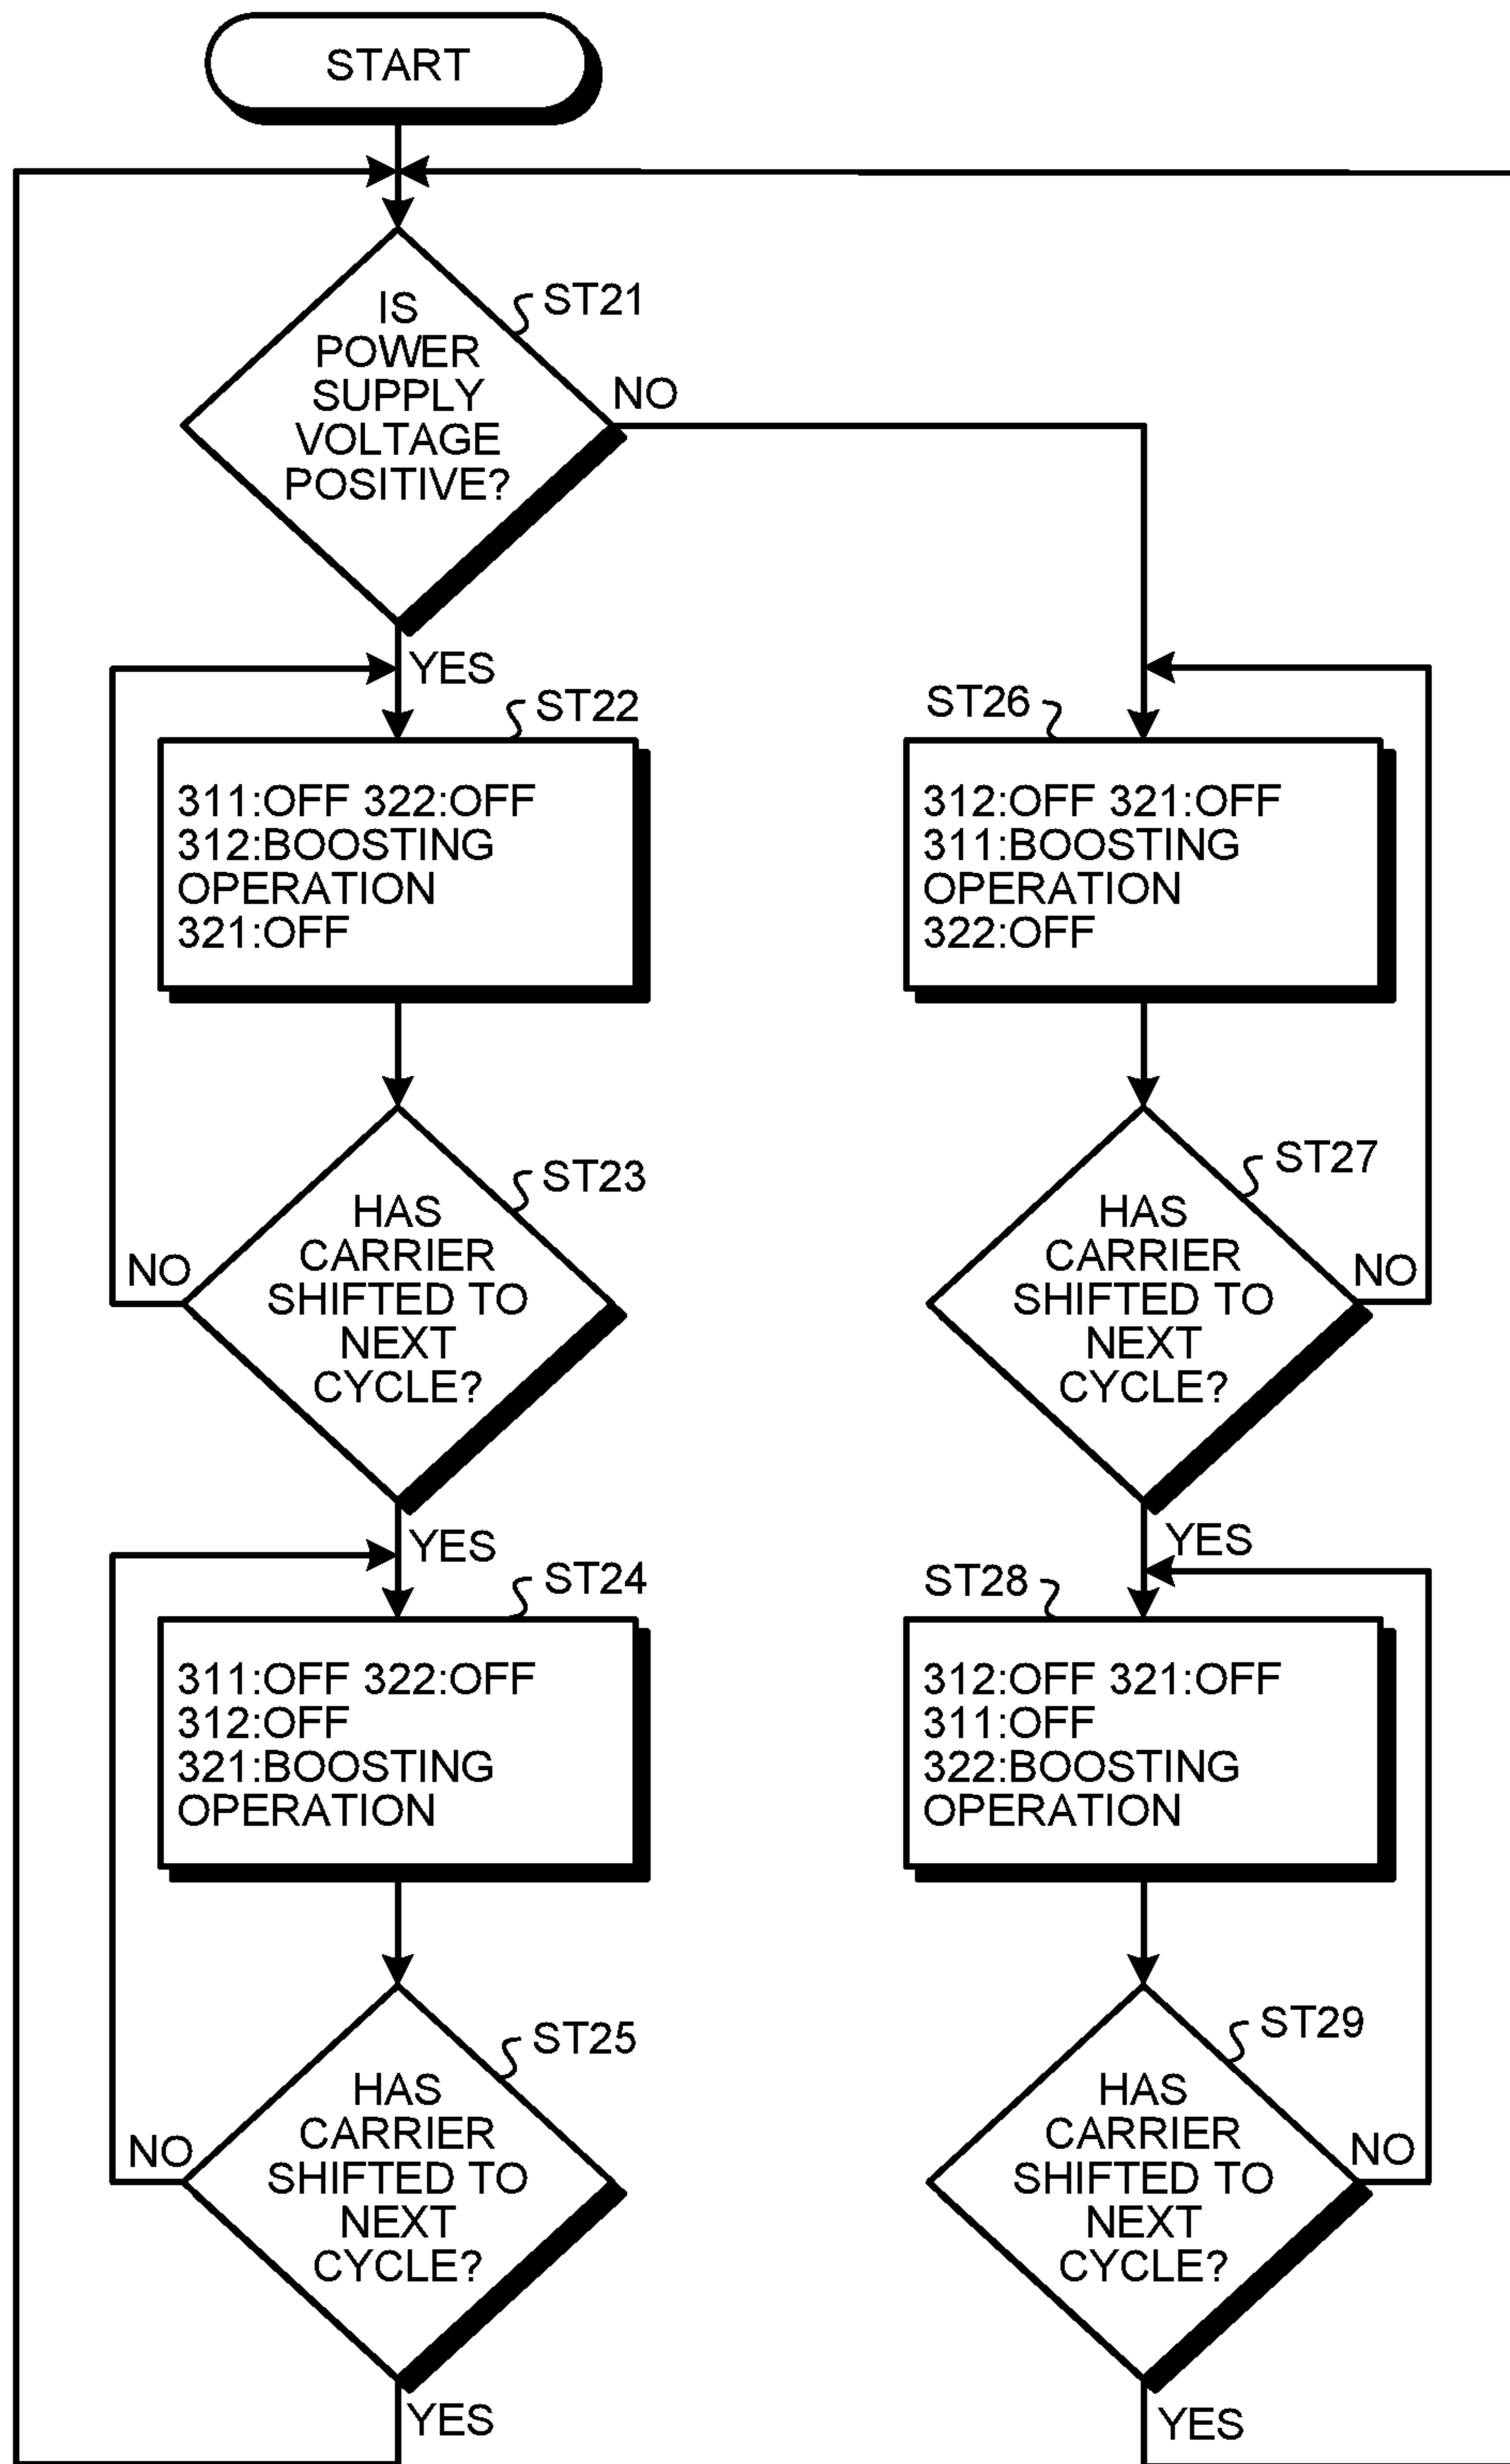 START
IS
POWER
SUPPLY
VOLTAGE
POSITIVE?
ST21
NO
YES
ST22
311:OFF 322:OFF
312:BOOSTING
OPERATION
321:OFF
ST23
HAS
CARRIER
SHIFTED TO
NEXT
CYCLE?
NO
YES
ST24
311:OFF 322:OFF
312:OFF
321:BOOSTING
OPERATION
ST25
HAS
CARRIER
SHIFTED TO
NEXT
CYCLE?
NO
YES
ST26
312:OFF 321:OFF
311:BOOSTING
OPERATION
322:OFF
ST27
HAS
CARRIER
SHIFTED TO
NEXT
CYCLE?
NO
YES
ST28
312:OFF 321:OFF
311:OFF
322:BOOSTING
OPERATION
ST29
HAS
CARRIER
SHIFTED TO
NEXT
CYCLE?
NO
YES